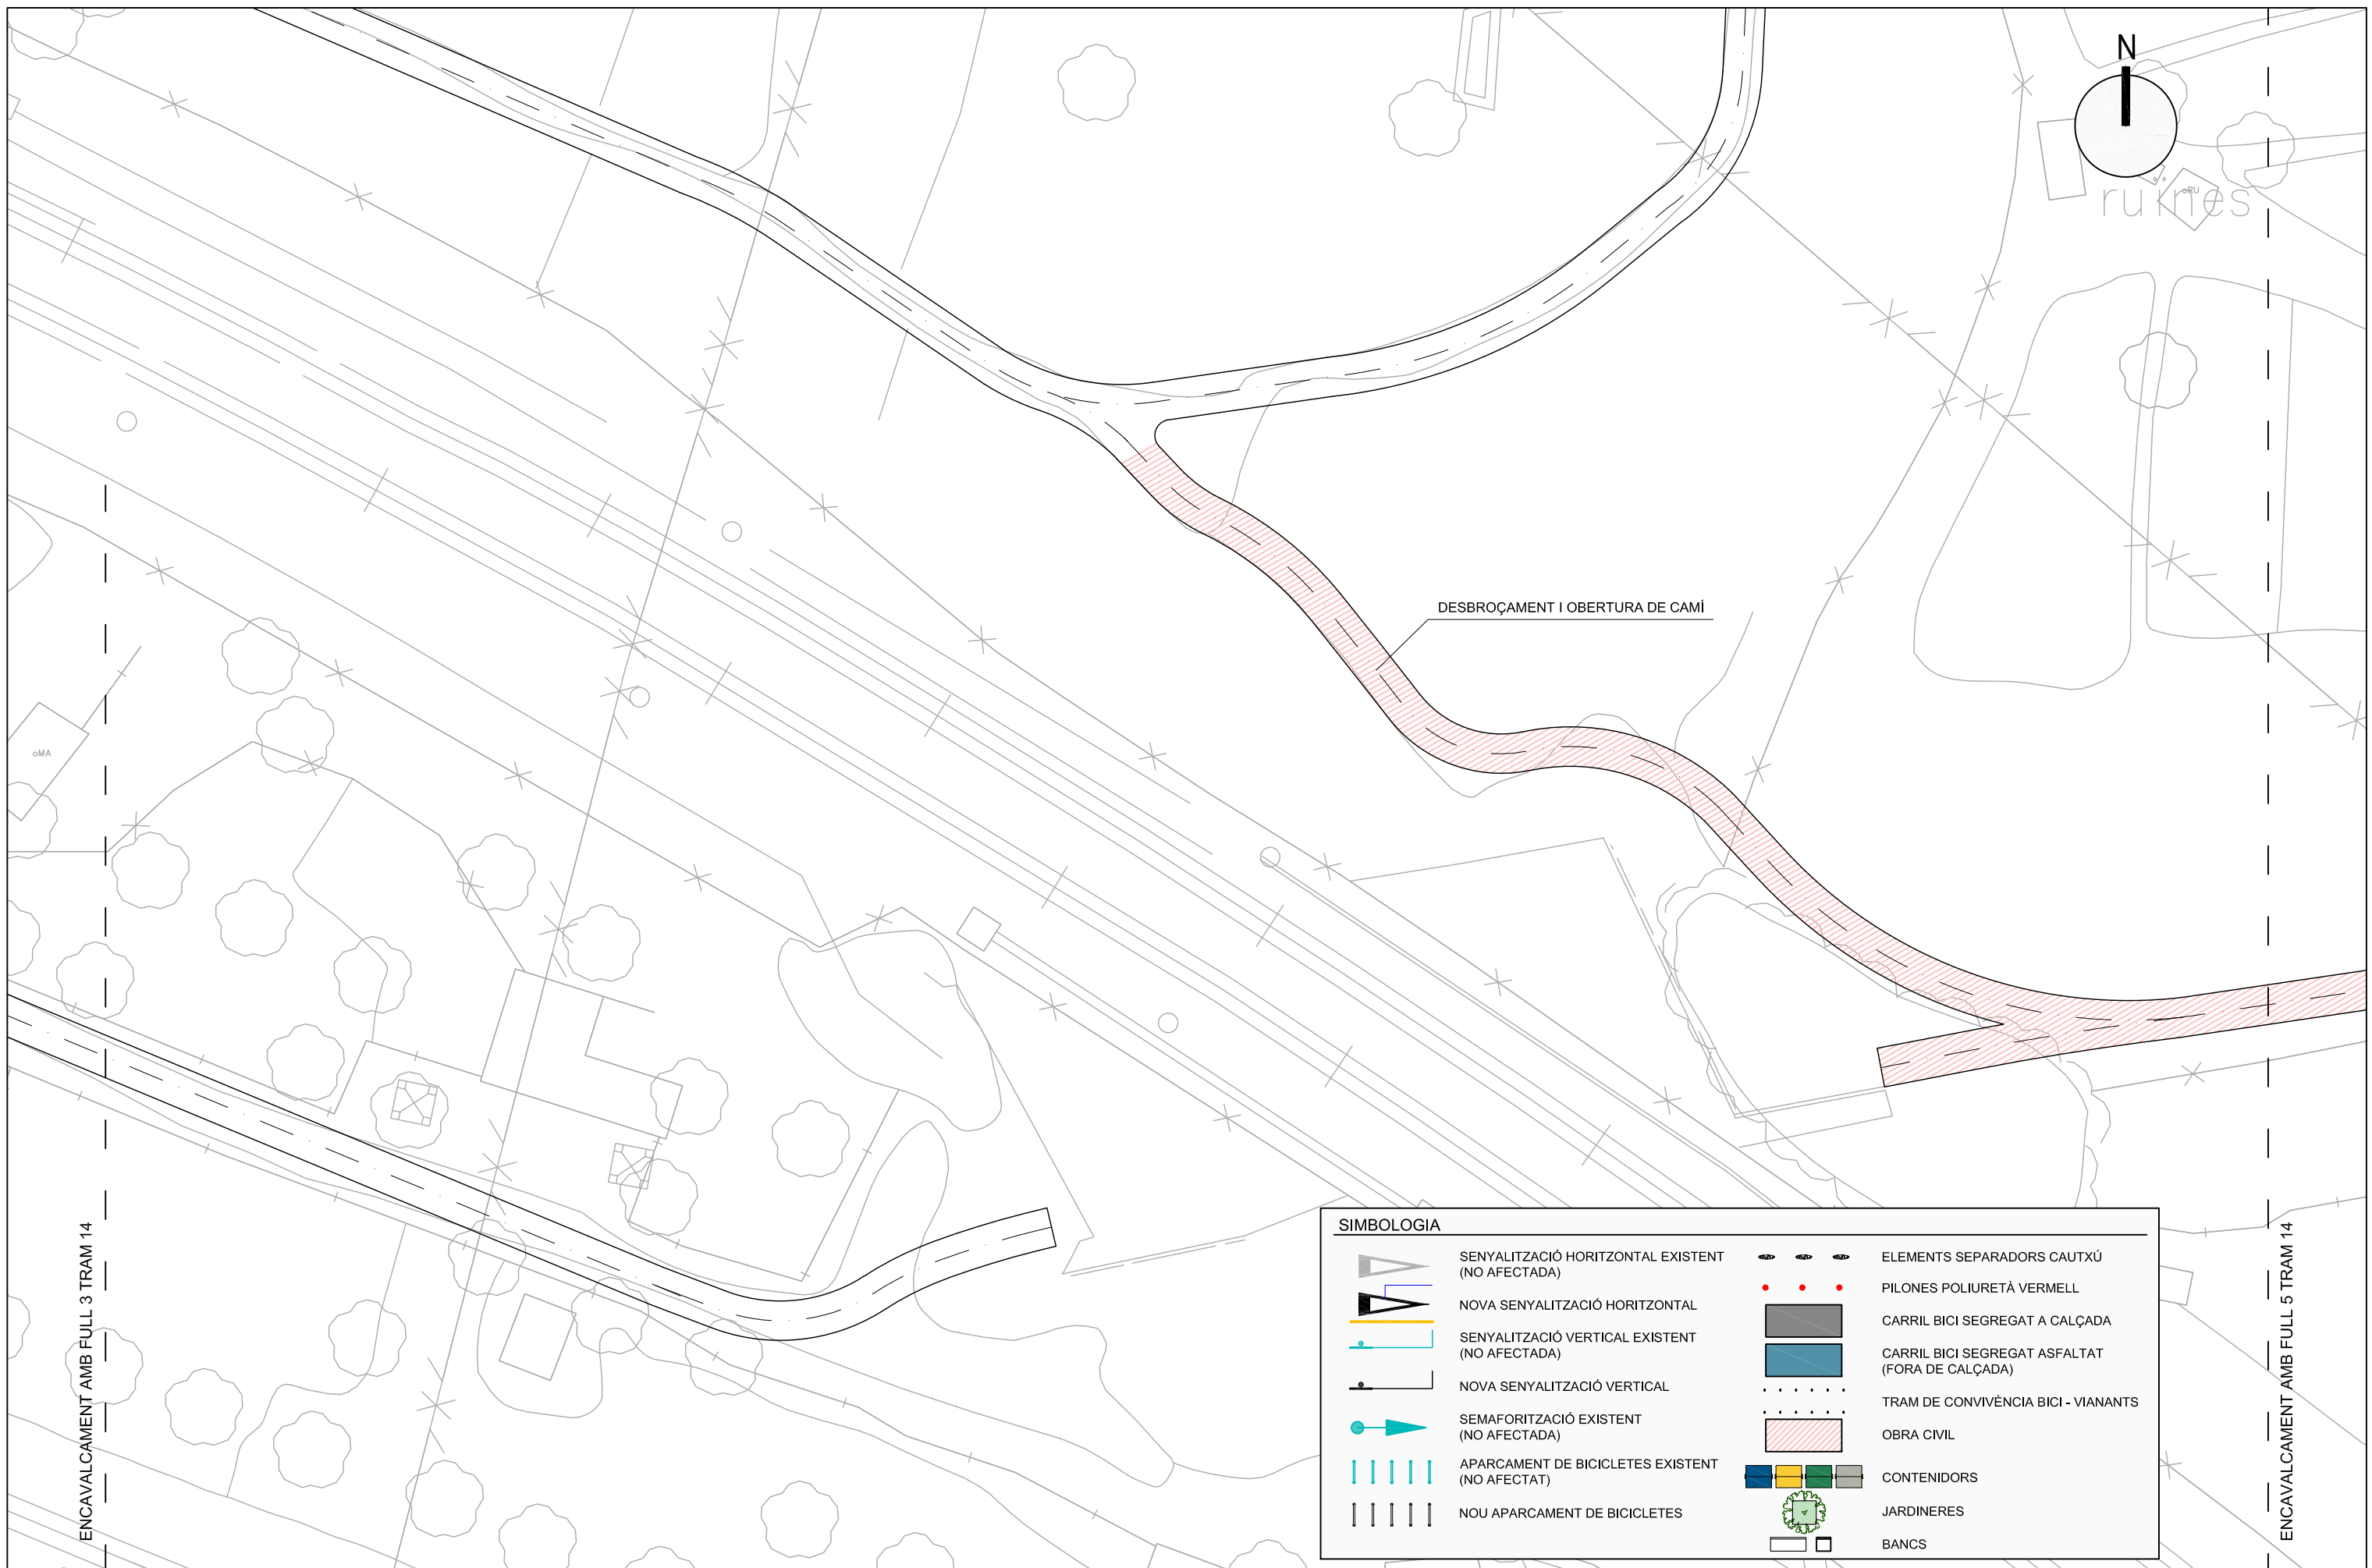 N
ruïnes
oRU
DESBROÇAMENT I OBERTURA DE CAMÍ
oMA
ENCAVALCAMENT AMB FULL 3 TRAM 14
ENCAVALCAMENT AMB FULL 5 TRAM 14
SIMBOLOGIA
SENYALITZACIÓ HORITZONTAL EXISTENT
(NO AFECTADA)
NOVA SENYALITZACIÓ HORITZONTAL
SENYALITZACIÓ VERTICAL EXISTENT
(NO AFECTADA)
NOVA SENYALITZACIÓ VERTICAL
SEMAFORITZACIÓ EXISTENT
(NO AFECTADA)
APARCAMENT DE BICICLETES EXISTENT
(NO AFECTAT)
NOU APARCAMENT DE BICICLETES
ELEMENTS SEPARADORS CAUTXÚ
PILONES POLIURETÀ VERMELL
CARRIL BICI SEGREGAT A CALÇADA
CARRIL BICI SEGREGAT ASFALTAT
(FORA DE CALÇADA)
TRAM DE CONVIVÈNCIA BICI - VIANANTS
OBRA CIVIL
CONTENIDORS
JARDINERES
BANCS